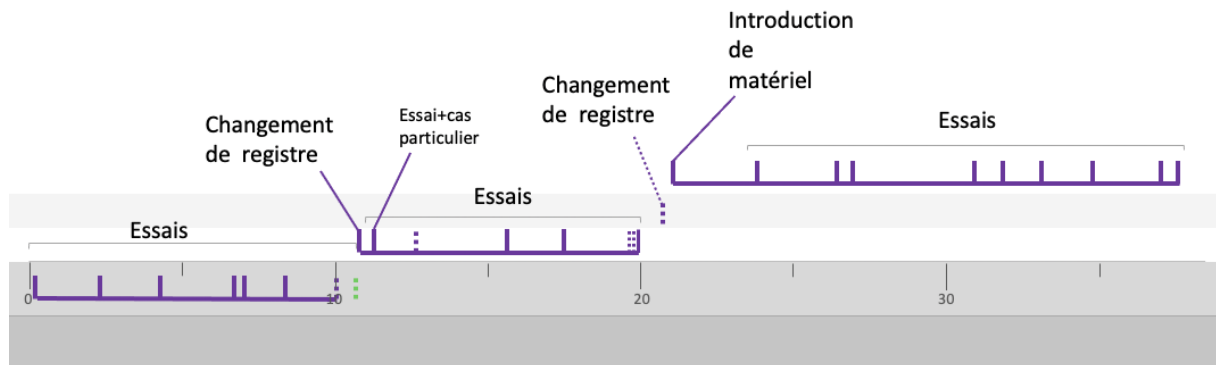 Introduction
de
matériel
Changement
de registre
Essais
Essai+cas
particulier
Changement
de registre
Essais
Essais
0
10
20
30